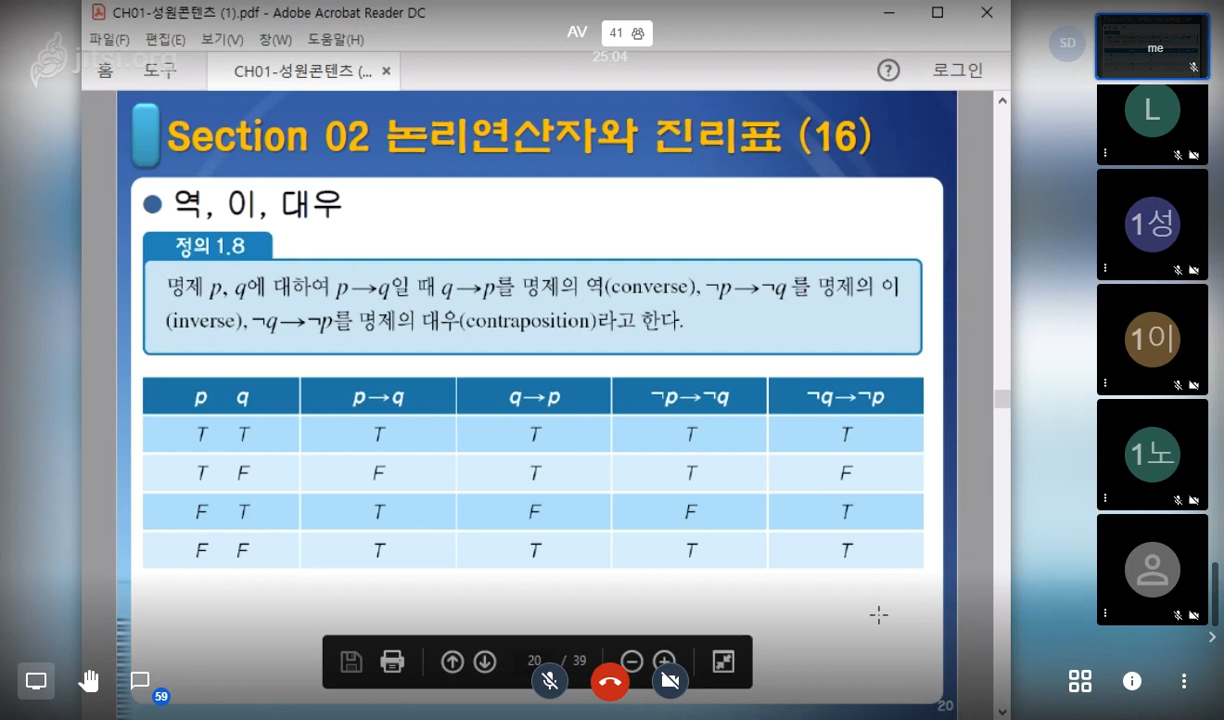 CH01-성원콘텐츠 (1).pdf - Adobe Acrobat Reader DC
파일(F) 편집(E) 보기(V) 창(W) 도움말(H)
AV 41
25:04
jitsi.org
홈 도구 CH01-성원콘텐츠 (... × 로그인
SD
me
Section 02 논리연산자와 진리표 (16)
● 역, 이, 대우
정의 1.8
명제 p, q에 대하여 p→q일 때 q→p를 명제의 역(converse), ¬p→¬q 를 명제의 이
(inverse), ¬q→¬p를 명제의 대우(contraposition)라고 한다.
p q p→q q→p ¬p→¬q ¬q→¬p
T T T T T T
T F F T T F
F T T F F T
F F T T T T
L
1성
1이
1노
20 / 39
59
20